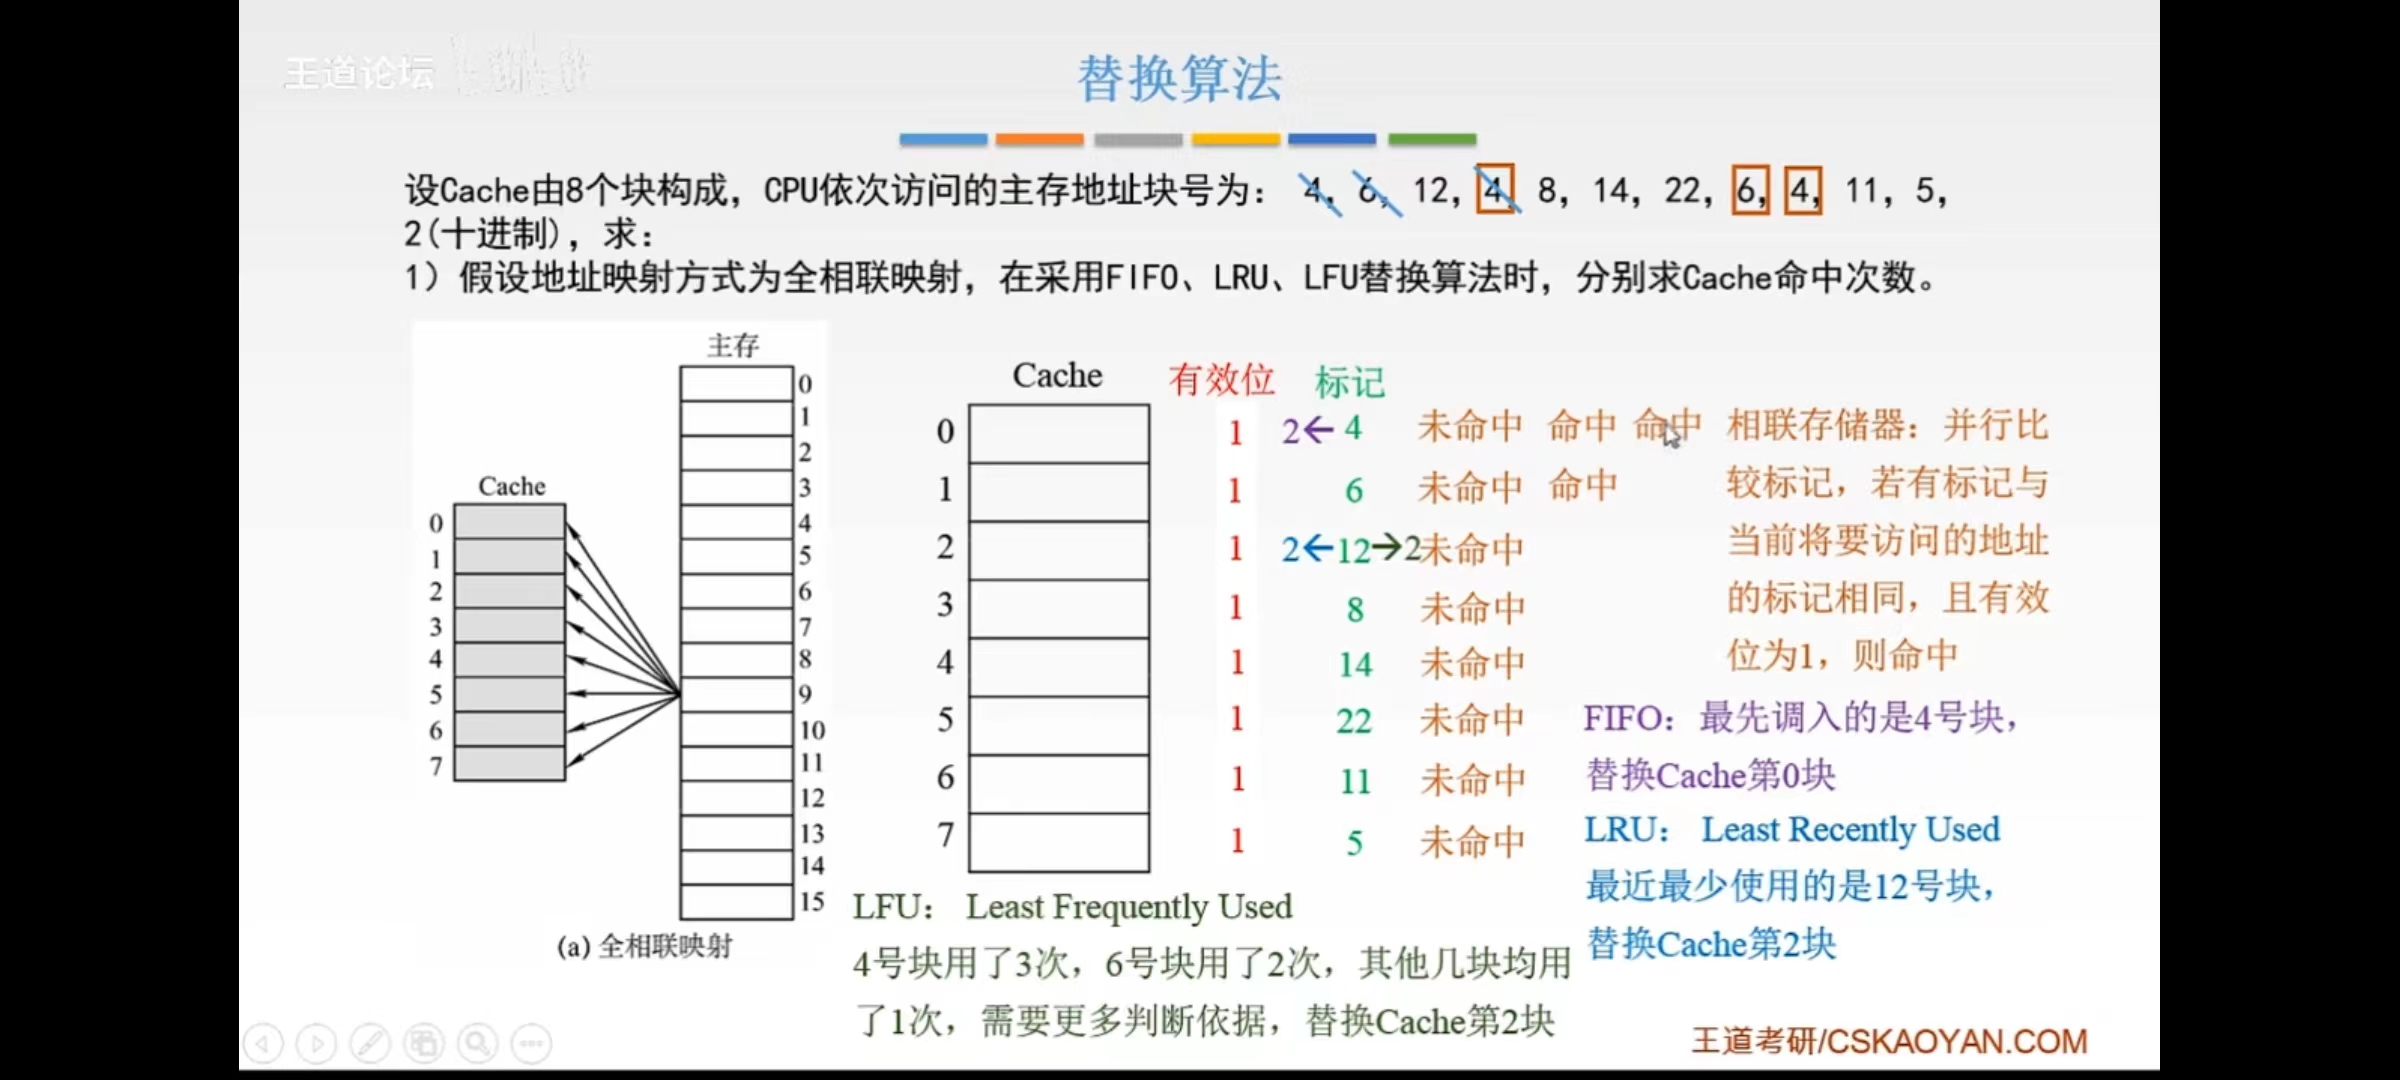 王道论坛
替换算法
设Cache由8个块构成，CPU依次访问的主存地址块号为： 4，6，12，4，8，14，22，6，4，11，5，
2(十进制)，求：
1）假设地址映射方式为全相联映射，在采用FIFO、LRU、LFU替换算法时，分别求Cache命中次数。
主存
0
1
2
3
4
5
6
7
8
9
10
11
12
13
14
15
Cache
0
1
2
3
4
5
6
7
(a) 全相联映射
Cache 有效位 标记
0 1 2←4 未命中 命中 命中
1 1 6 未命中 命中
2 1 2←12→2 未命中
3 1 8 未命中
4 1 14 未命中
5 1 22 未命中
6 1 11 未命中
7 1 5 未命中
相联存储器：并行比
较标记，若有标记与
当前将要访问的地址
的标记相同，且有效
位为1，则命中
FIFO：最先调入的是4号块，
替换Cache第0块
LRU： Least Recently Used
最近最少使用的是12号块，
替换Cache第2块
LFU： Least Frequently Used
4号块用了3次，6号块用了2次，其他几块均用
了1次，需要更多判断依据，替换Cache第2块
王道考研/CSKAOYAN.COM